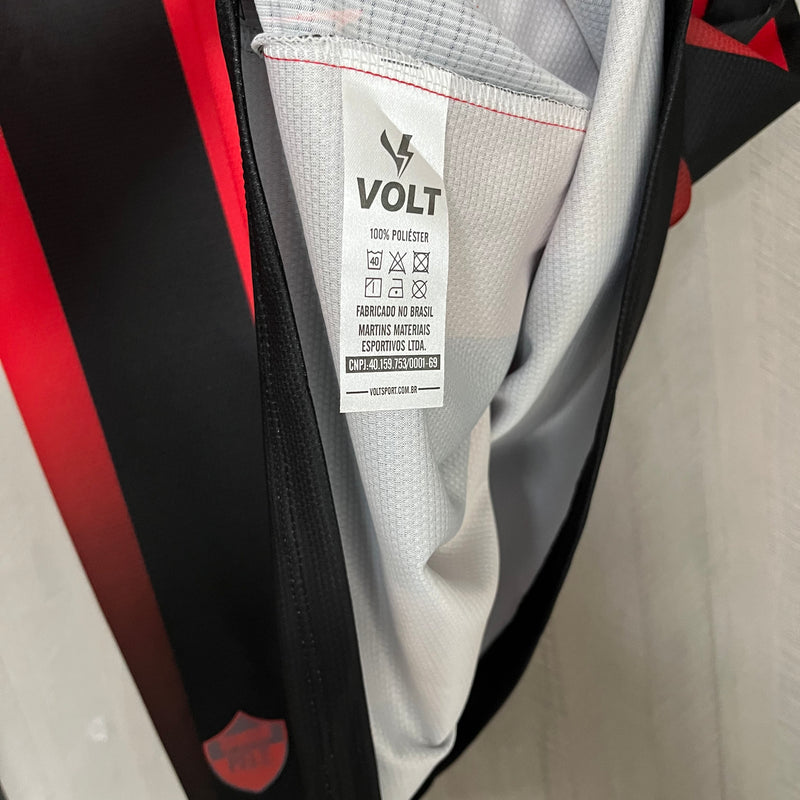 VOLT
100% POLIÉSTER
40
FABRICADO NO BRASIL
MARTINS MATERIAIS
ESPORTIVOS LTDA.
CNPJ:40.159.753/0001-69
VOLTSPORT.COM.BR